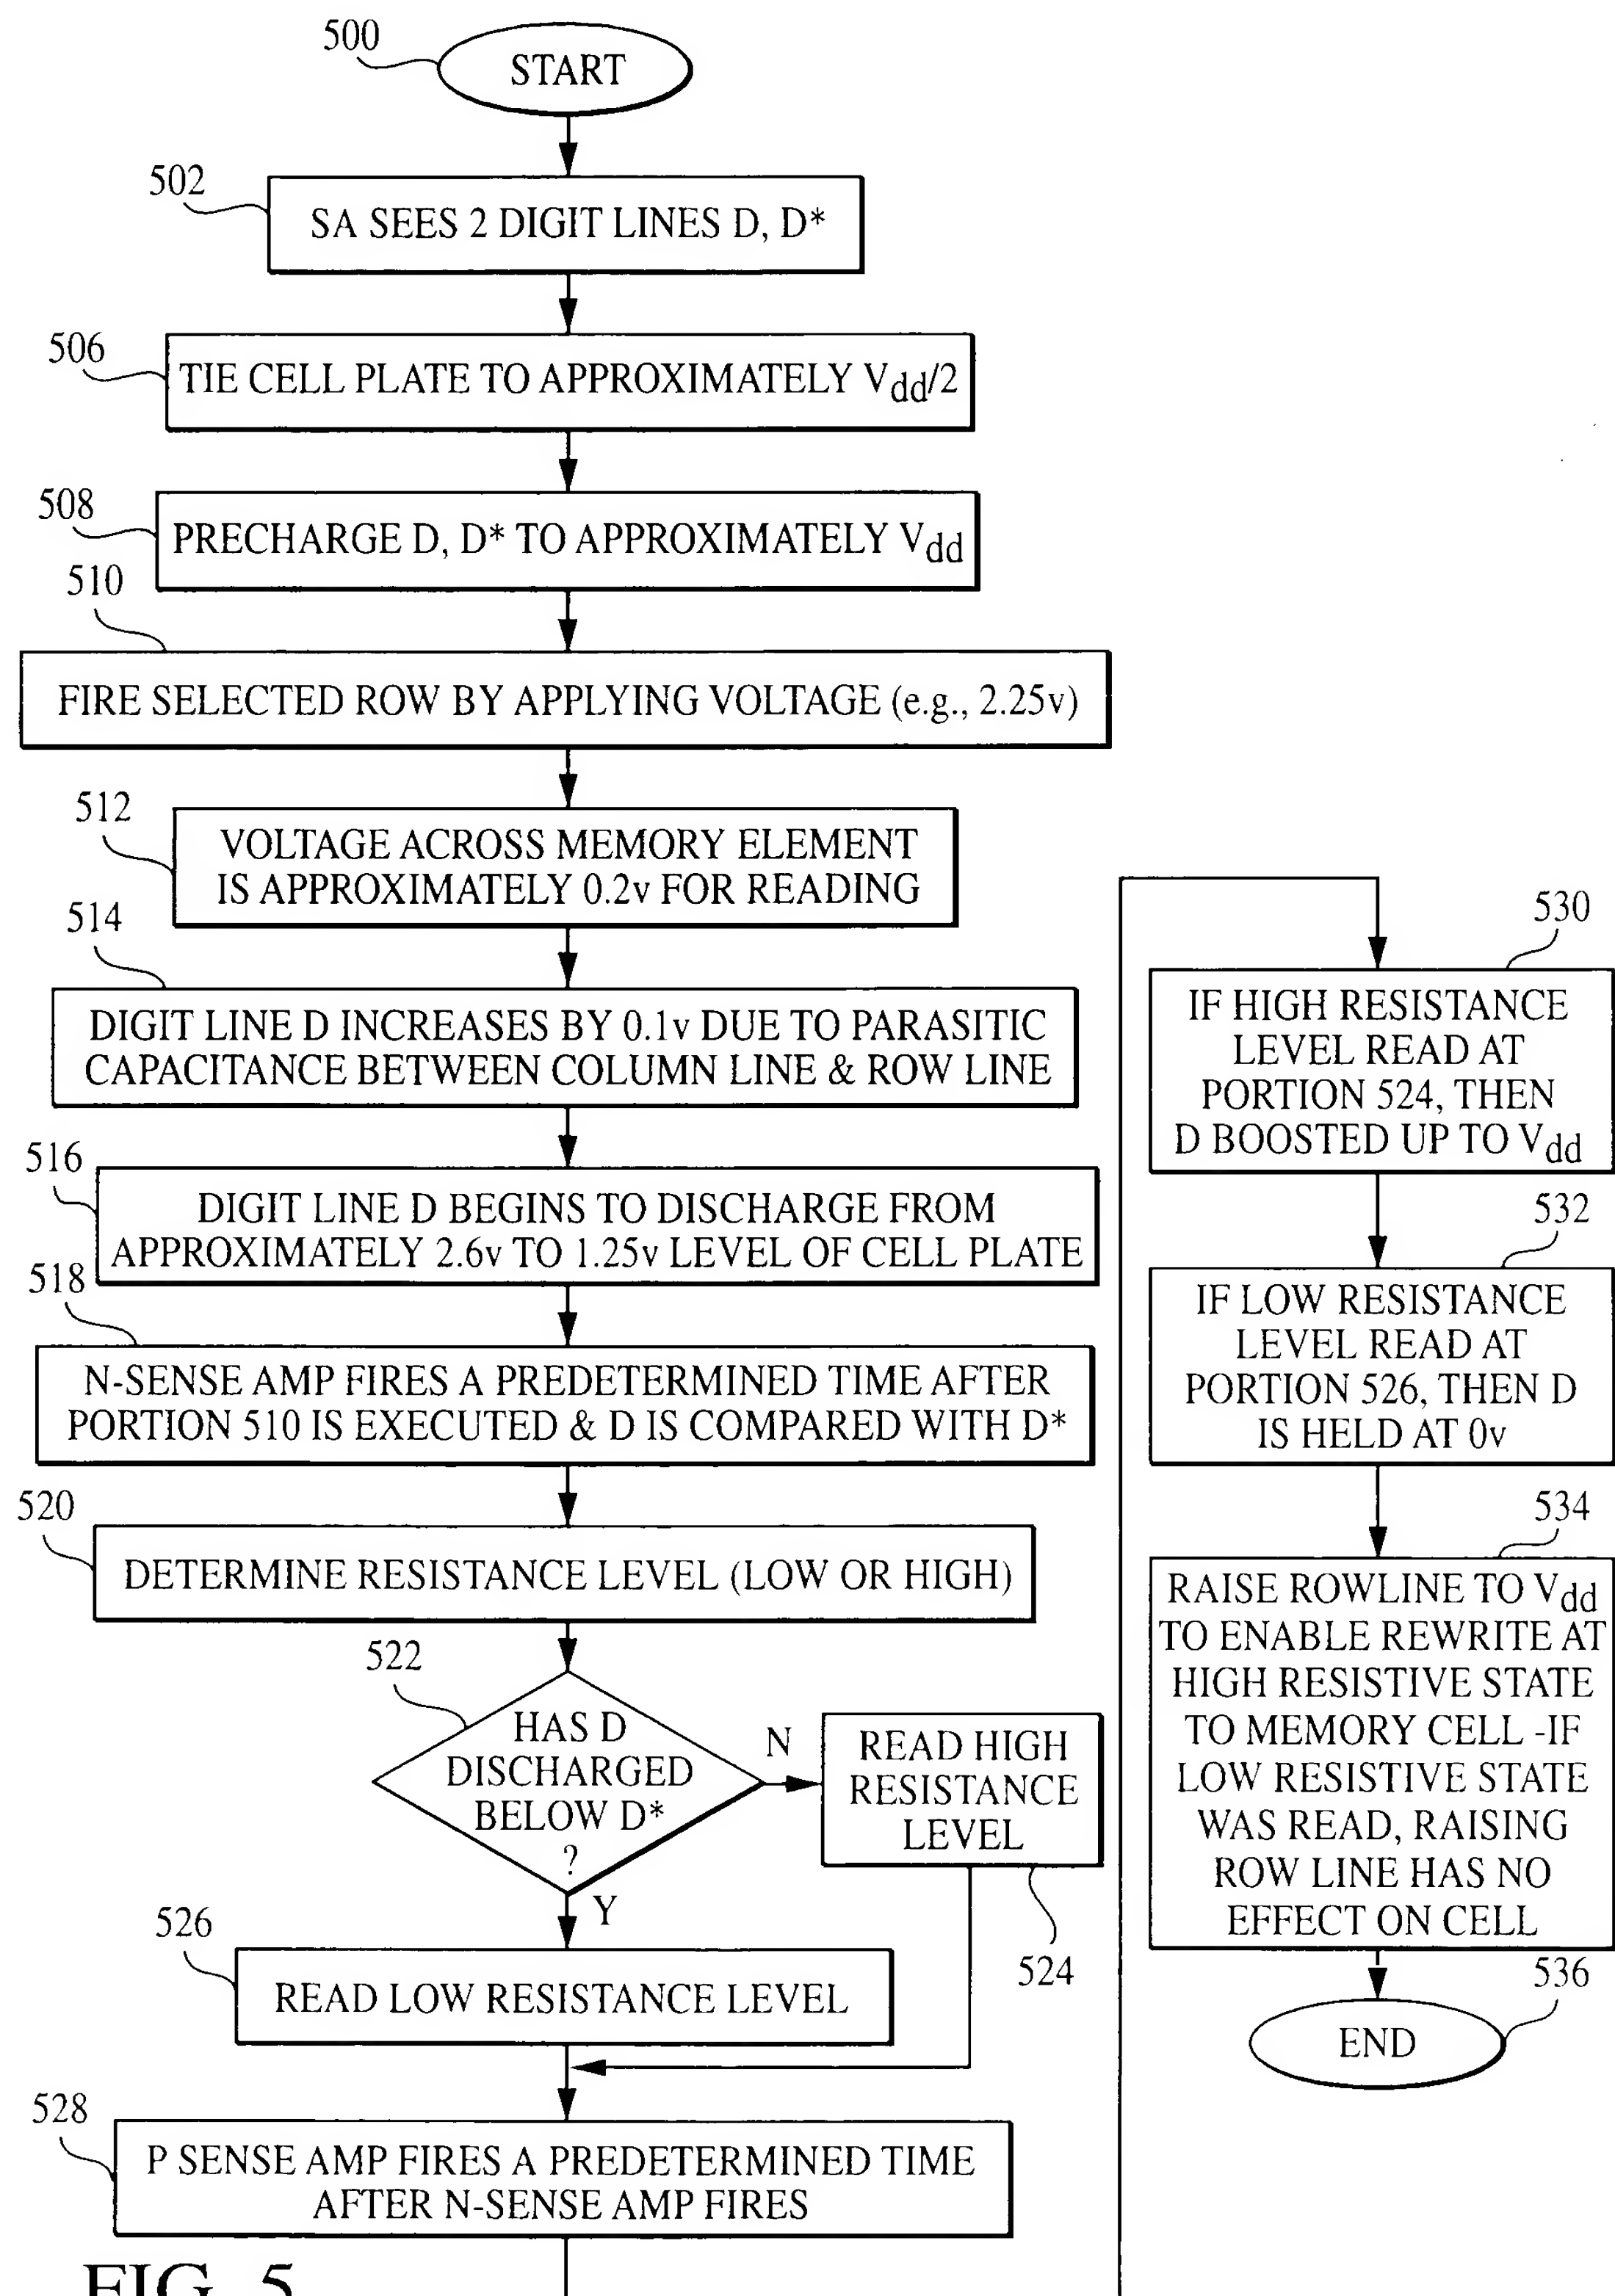 500
START
502
SA SEES 2 DIGIT LINES D, D*
506
TIE CELL PLATE TO APPROXIMATELY Vdd/2
508
PRECHARGE D, D* TO APPROXIMATELY Vdd
510
FIRE SELECTED ROW BY APPLYING VOLTAGE (e.g., 2.25v)
512
VOLTAGE ACROSS MEMORY ELEMENT
IS APPROXIMATELY 0.2v FOR READING
514
DIGIT LINE D INCREASES BY 0.1v DUE TO PARASITIC
CAPACITANCE BETWEEN COLUMN LINE & ROW LINE
516
DIGIT LINE D BEGINS TO DISCHARGE FROM
APPROXIMATELY 2.6v TO 1.25v LEVEL OF CELL PLATE
518
N-SENSE AMP FIRES A PREDETERMINED TIME AFTER
PORTION 510 IS EXECUTED & D IS COMPARED WITH D*
520
DETERMINE RESISTANCE LEVEL (LOW OR HIGH)
522
HAS D
DISCHARGED
BELOW D*
?
N
READ HIGH
RESISTANCE
LEVEL
524
Y
526
READ LOW RESISTANCE LEVEL
528
P SENSE AMP FIRES A PREDETERMINED TIME
AFTER N-SENSE AMP FIRES
530
IF HIGH RESISTANCE
LEVEL READ AT
PORTION 524, THEN
D BOOSTED UP TO Vdd
532
IF LOW RESISTANCE
LEVEL READ AT
PORTION 526, THEN D
IS HELD AT 0v
534
RAISE ROWLINE TO Vdd
TO ENABLE REWRITE AT
HIGH RESISTIVE STATE
TO MEMORY CELL -IF
LOW RESISTIVE STATE
WAS READ, RAISING
ROW LINE HAS NO
EFFECT ON CELL
536
END
FIG. 5